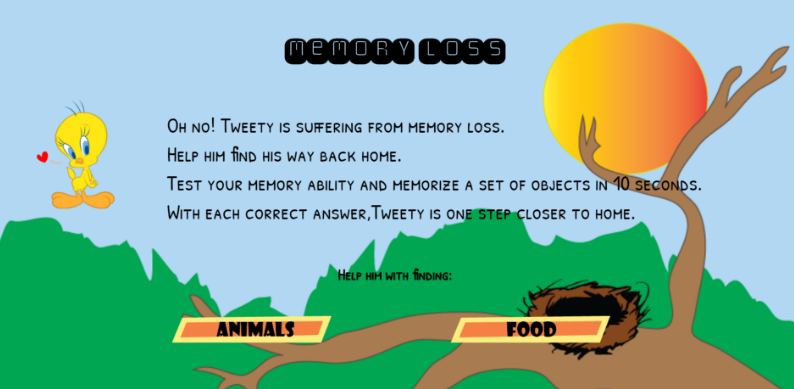 MEMORY LOSS
Oh no! Tweety is suffering from memory loss.
Help him find his way back home.
Test your memory ability and memorize a set of objects in 10 seconds.
With each correct answer,Tweety is one step closer to home.
Help him with finding:
ANIMALS
FOOD